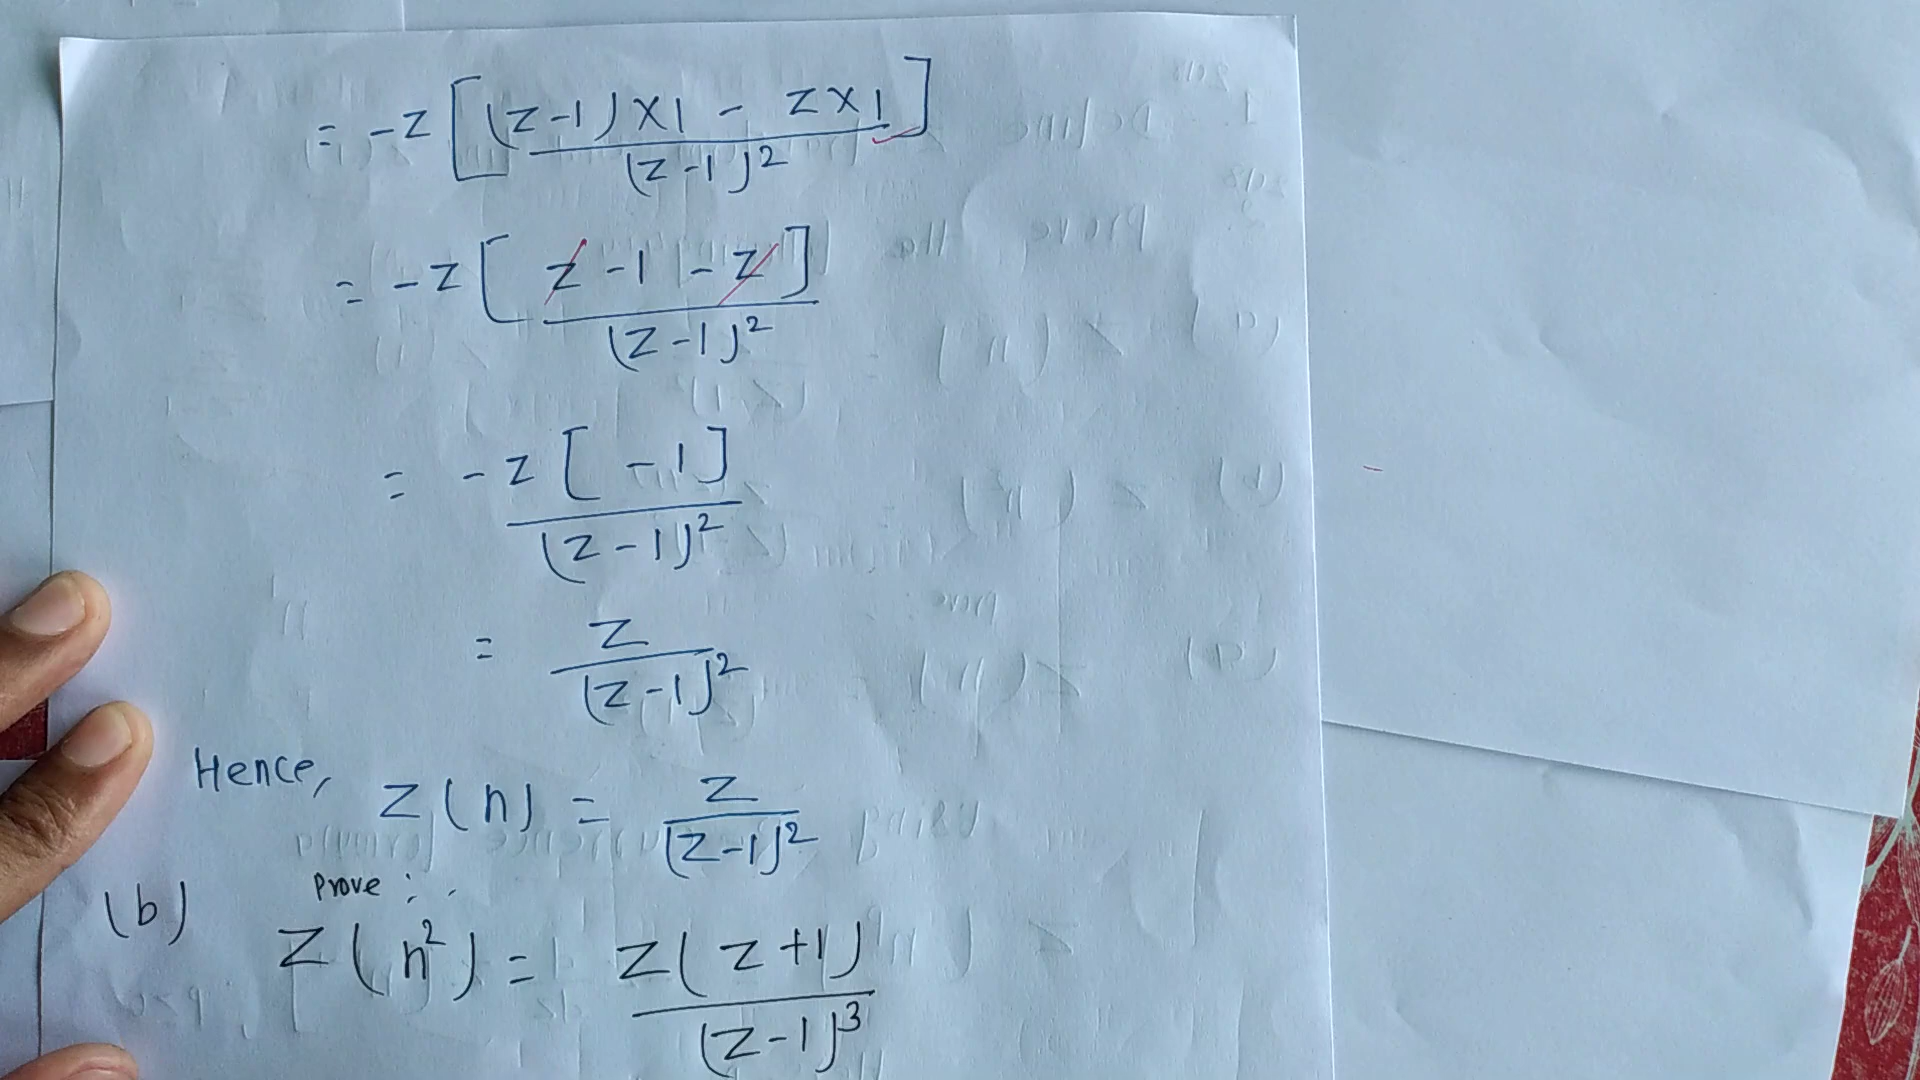 = -z [ (z-1) x 1 - z x 1 ]
(z-1)²
= -z [ z - 1 - z ]
(z-1)²
= -z [ -1 ]
(z-1)²
= z
(z-1)²
Hence, z(n) = z
(z-1)²
(b) Prove :
z(n²) = z(z+1)
(z-1)³